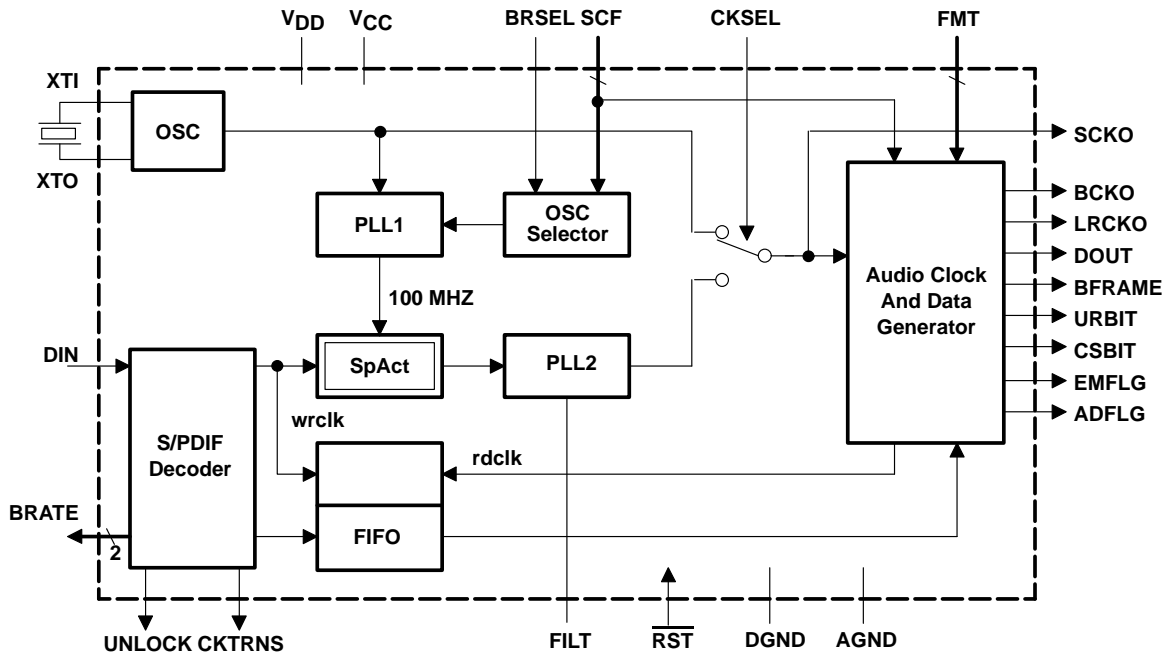 VDD
VCC
BRSEL SCF
CKSEL
FMT
XTI
OSC
XTO
SCKO
PLL1
OSC
Selector
BCKO
LRCKO
DOUT
BFRAME
URBIT
CSBIT
EMFLG
ADFLG
Audio Clock
And Data
Generator
100 MHZ
DIN
SpAct
PLL2
wrclk
S/PDIF
Decoder
rdclk
BRATE
2
FIFO
UNLOCK CKTRNS
FILT
RST
DGND
AGND